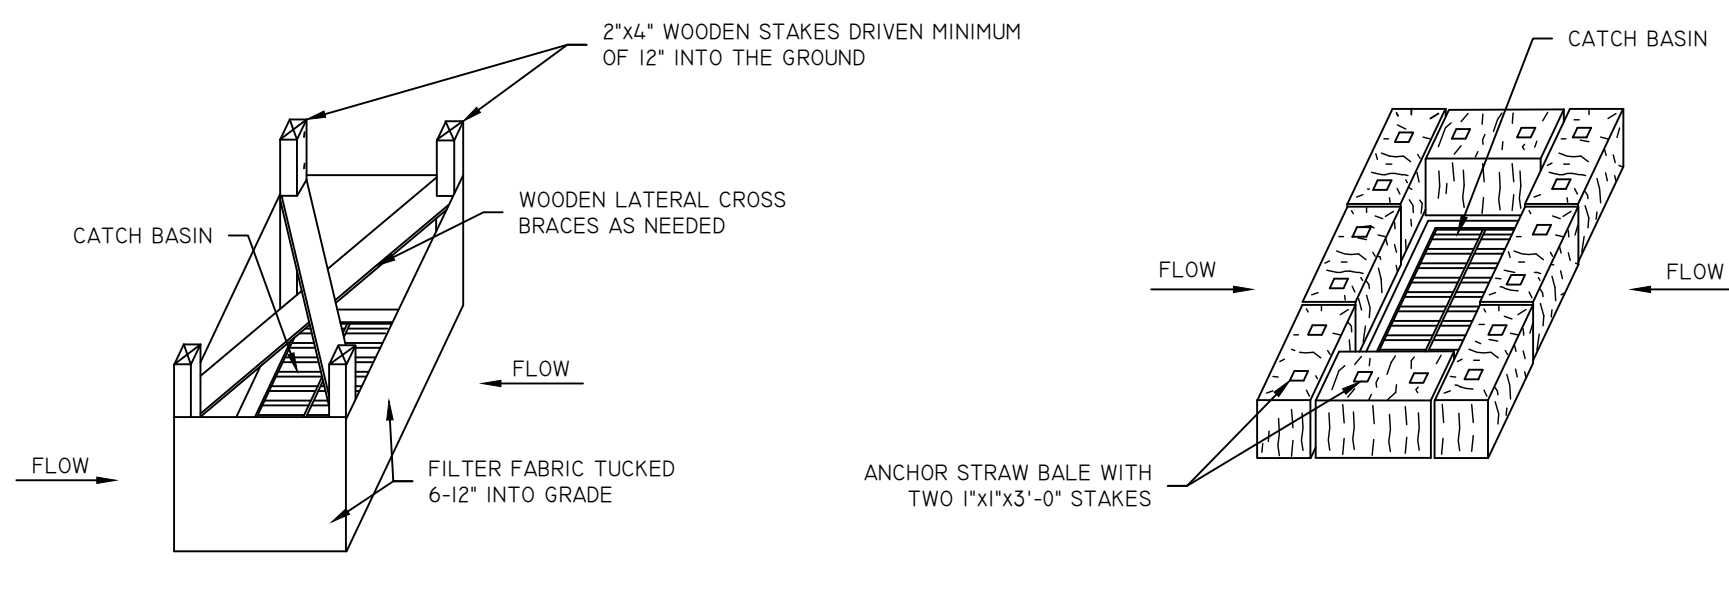 2"x4" WOODEN STAKES DRIVEN MINIMUM
OF 12" INTO THE GROUND
WOODEN LATERAL CROSS
BRACES AS NEEDED
CATCH BASIN
FLOW
FLOW
FILTER FABRIC TUCKED
6-12" INTO GRADE
CATCH BASIN
FLOW
FLOW
ANCHOR STRAW BALE WITH
TWO 1"x1"x3'-0" STAKES